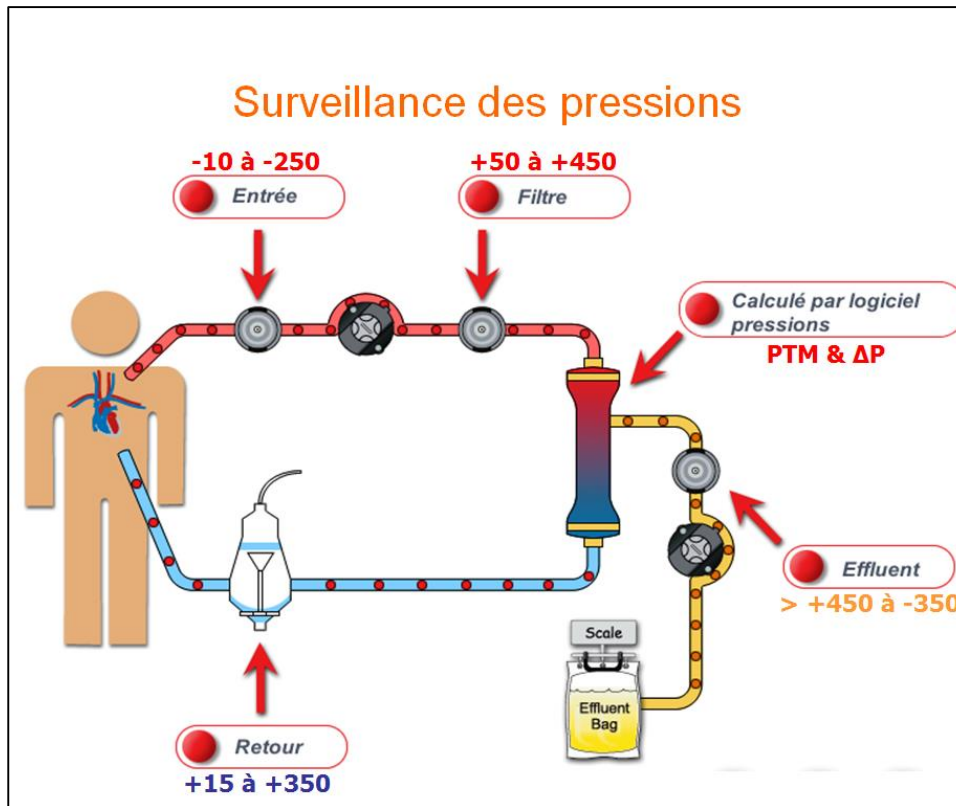 Surveillance des pressions
-10 à -250
Entrée
+50 à +450
Filtre
Calculé par logiciel
pressions
PTM & ΔP
Effluent
> +450 à -350
Scale
Effluent
Bag
Retour
+15 à +350